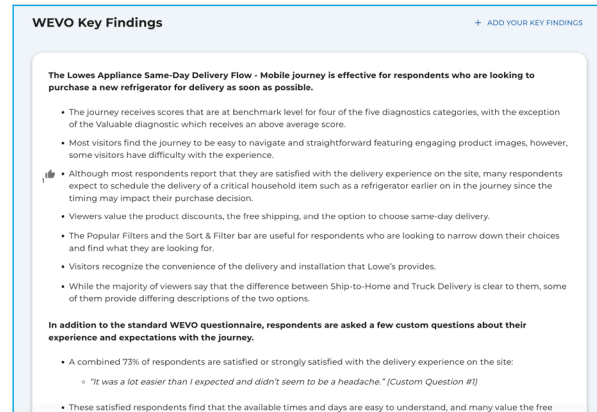 WEVO Key Findings
+ ADD YOUR KEY FINDINGS
The Lowes Appliance Same-Day Delivery Flow - Mobile journey is effective for respondents who are looking to
purchase a new refrigerator for delivery as soon as possible.
• The journey receives scores that are at benchmark level for four of the five diagnostics categories, with the exception
of the Valuable diagnostic which receives an above average score.
• Most visitors find the journey to be easy to navigate and straightforward featuring engaging product images, however,
some visitors have difficulty with the experience.
1 • Although most respondents report that they are satisfied with the delivery experience on the site, many respondents
expect to schedule the delivery of a critical household item such as a refrigerator earlier on in the journey since the
timing may impact their purchase decision.
• Viewers value the product discounts, the free shipping, and the option to choose same-day delivery.
• The Popular Filters and the Sort & Filter bar are useful for respondents who are looking to narrow down their choices
and find what they are looking for.
• Visitors recognize the convenience of the delivery and installation that Lowe's provides.
• While the majority of viewers say that the difference between Ship-to-Home and Truck Delivery is clear to them, some
of them provide differing descriptions of the two options.
In addition to the standard WEVO questionnaire, respondents are asked a few custom questions about their
experience and expectations with the journey.
• A combined 73% of respondents are satisfied or strongly satisfied with the delivery experience on the site:
◦ "It was a lot easier than I expected and didn't seem to be a headache." (Custom Question #1)
• These satisfied respondents find that the available times and days are easy to understand, and many value the free